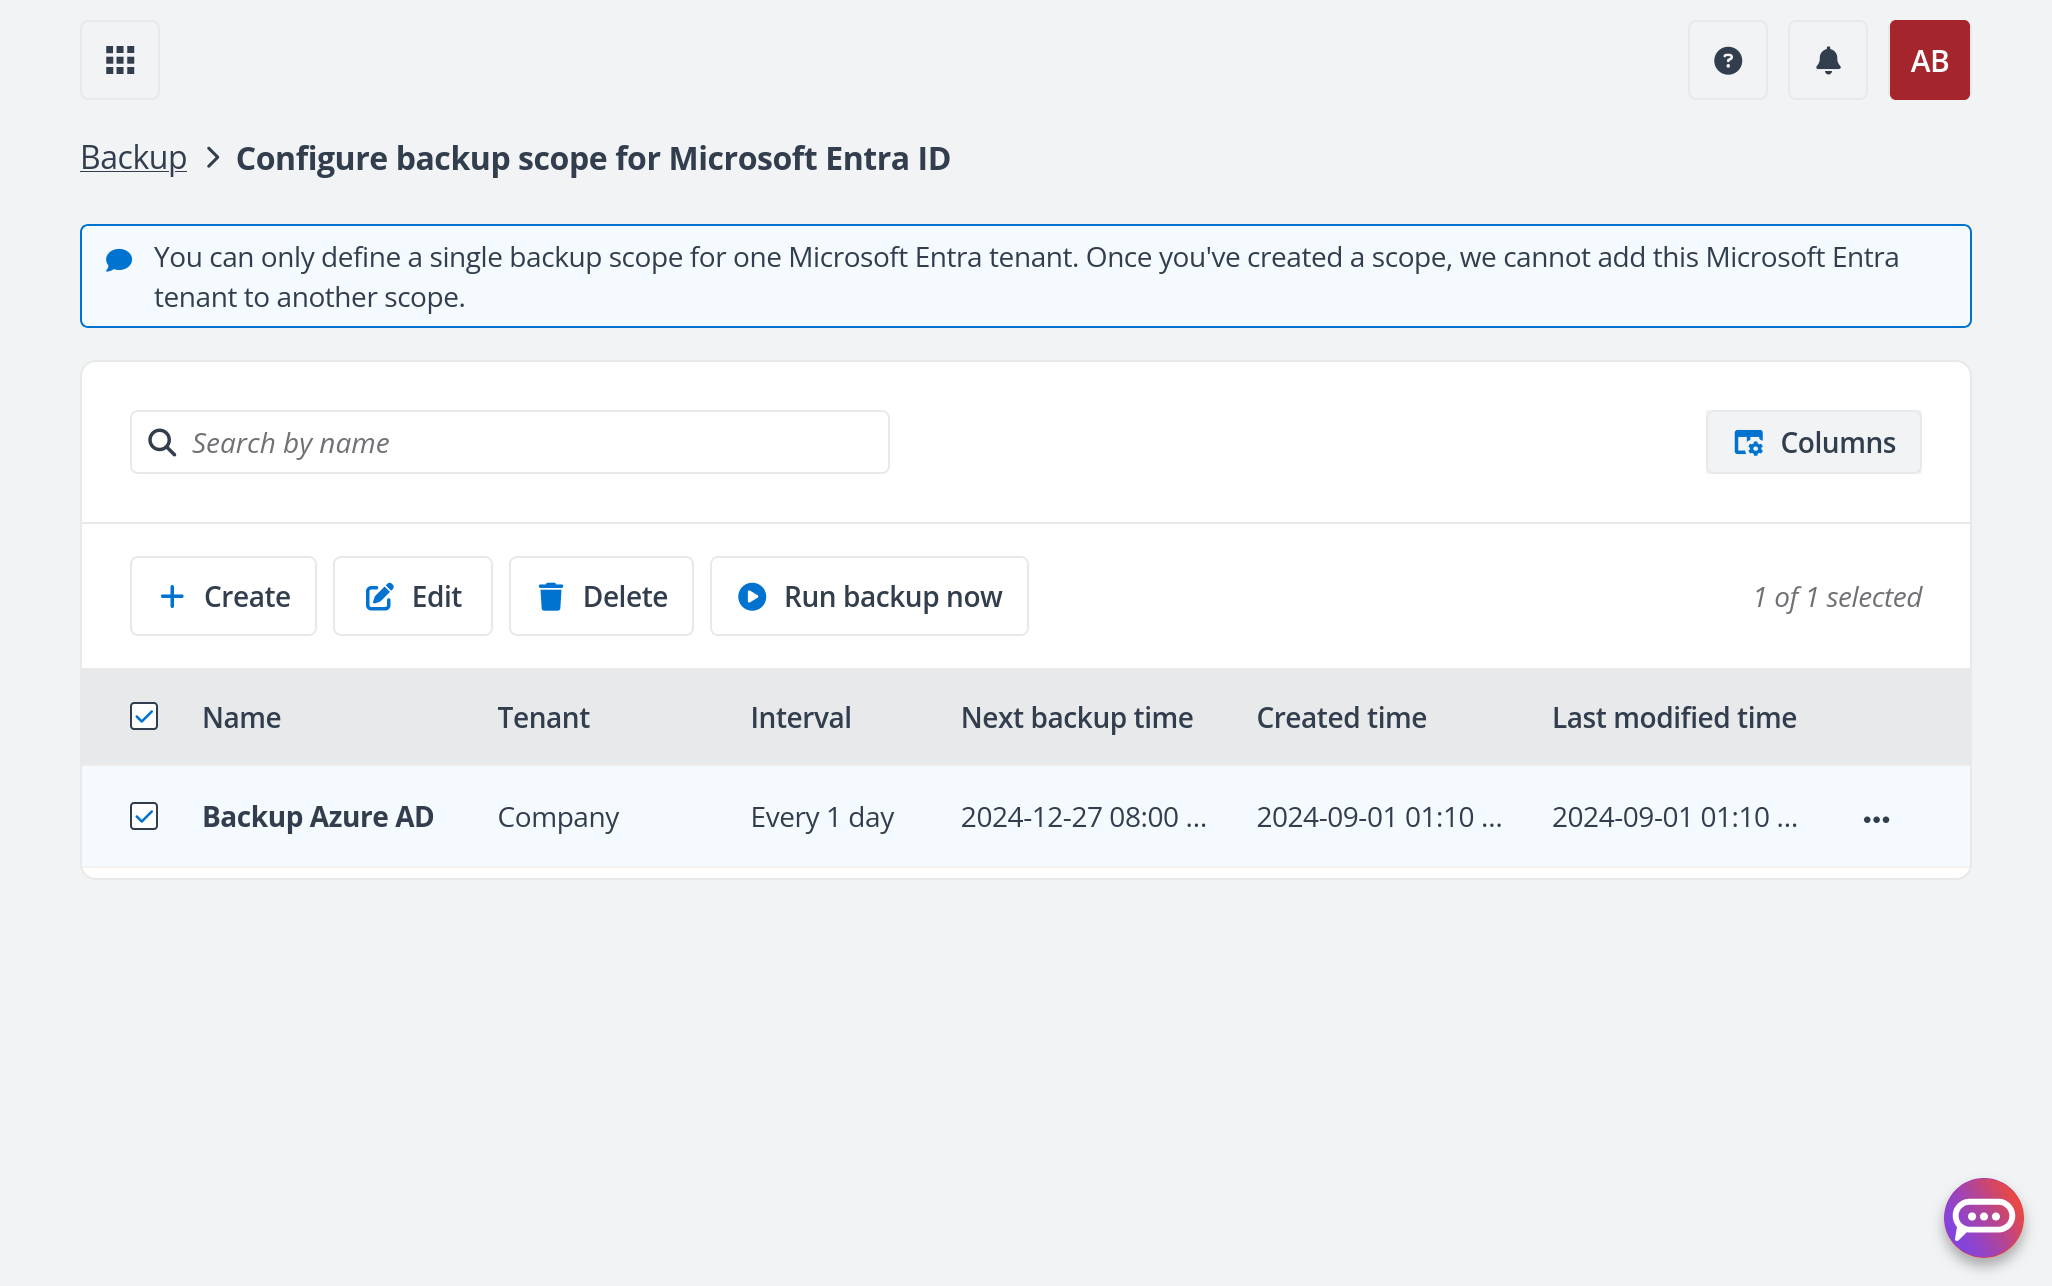 AB
Backup > Configure backup scope for Microsoft Entra ID
You can only define a single backup scope for one Microsoft Entra tenant. Once you've created a scope, we cannot add this Microsoft Entra
tenant to another scope.
Search by name
Columns
Create Edit Delete Run backup now 1 of 1 selected
Name Tenant Interval Next backup time Created time Last modified time
Backup Azure AD Company Every 1 day 2024-12-27 08:00 ... 2024-09-01 01:10 ... 2024-09-01 01:10 ...